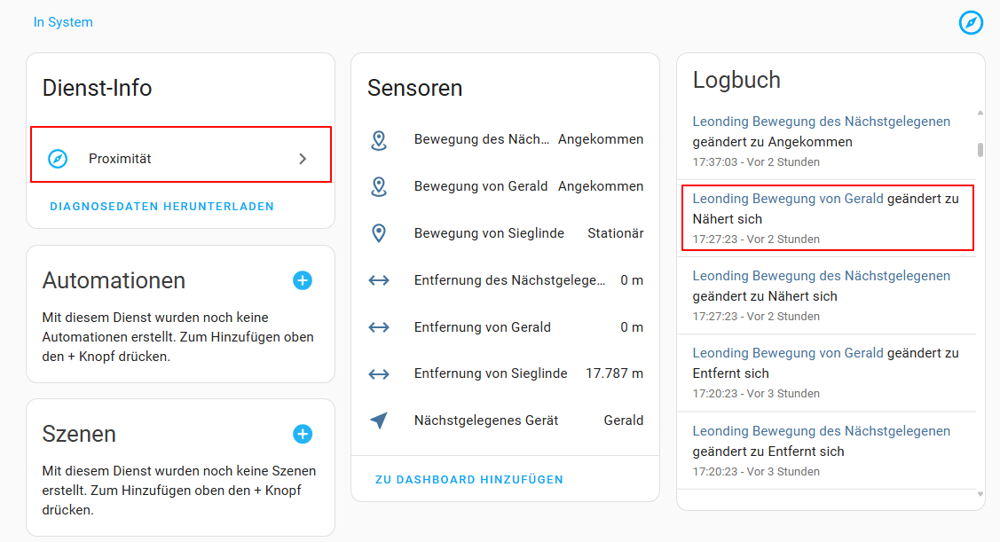 In System
Dienst-Info
Proximität
DIAGNOSEDATEN HERUNTERLADEN
Automationen
Mit diesem Dienst wurden noch keine
Automationen erstellt. Zum Hinzufügen oben
den + Knopf drücken.
Szenen
Mit diesem Dienst wurden noch keine Szenen
erstellt. Zum Hinzufügen oben den + Knopf
drücken.
Sensoren
Bewegung des Näch... Angekommen
Bewegung von Gerald Angekommen
Bewegung von Sieglinde Stationär
Entfernung des Nächstgelege... 0 m
Entfernung von Gerald 0 m
Entfernung von Sieglinde 17.787 m
Nächstgelegenes Gerät Gerald
ZU DASHBOARD HINZUFÜGEN
Logbuch
Leonding Bewegung des Nächstgelegenen
geändert zu Angekommen
17:37:03 - Vor 2 Stunden
Leonding Bewegung von Gerald geändert zu
Nähert sich
17:27:23 - Vor 2 Stunden
Leonding Bewegung des Nächstgelegenen
geändert zu Nähert sich
17:27:23 - Vor 2 Stunden
Leonding Bewegung von Gerald geändert zu
Entfernt sich
17:20:23 - Vor 3 Stunden
Leonding Bewegung des Nächstgelegenen
geändert zu Entfernt sich
17:20:23 - Vor 3 Stunden